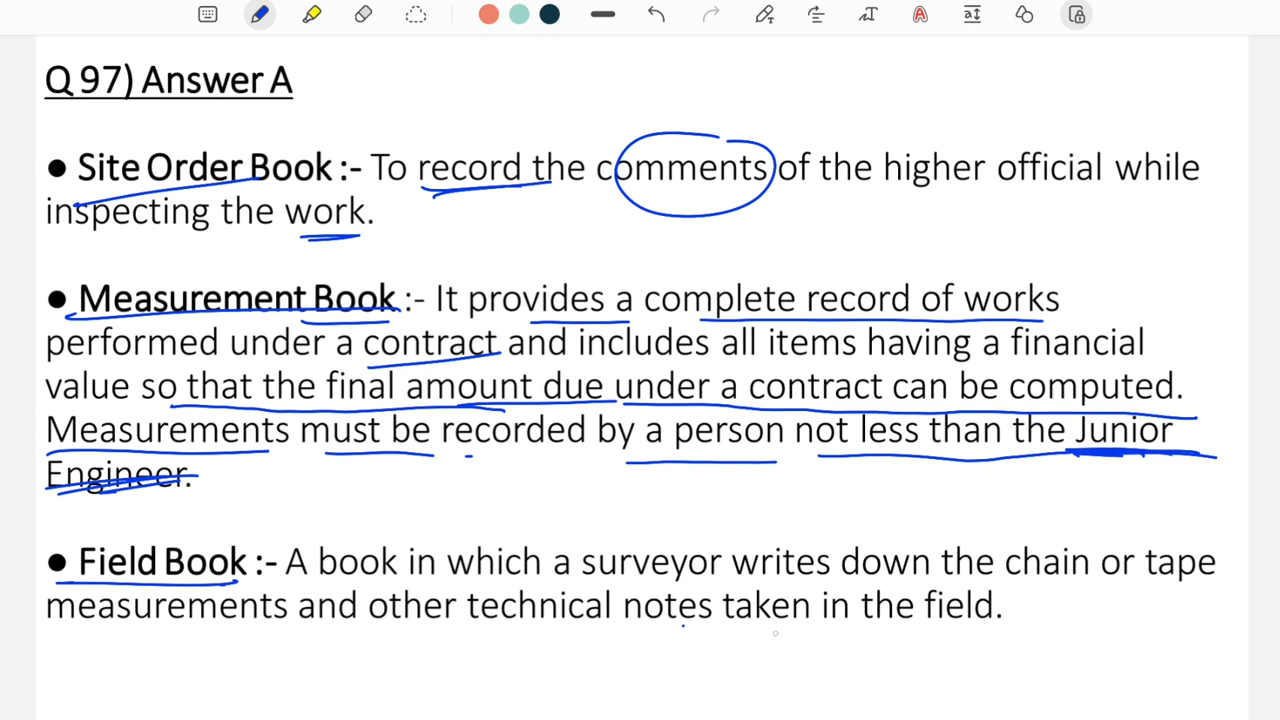 Q 97) Answer A
● Site Order Book :- To record the comments of the higher official while
inspecting the work.
● Measurement Book :- It provides a complete record of works
performed under a contract and includes all items having a financial
value so that the final amount due under a contract can be computed.
Measurements must be recorded by a person not less than the Junior
Engineer.
● Field Book :- A book in which a surveyor writes down the chain or tape
measurements and other technical notes taken in the field.